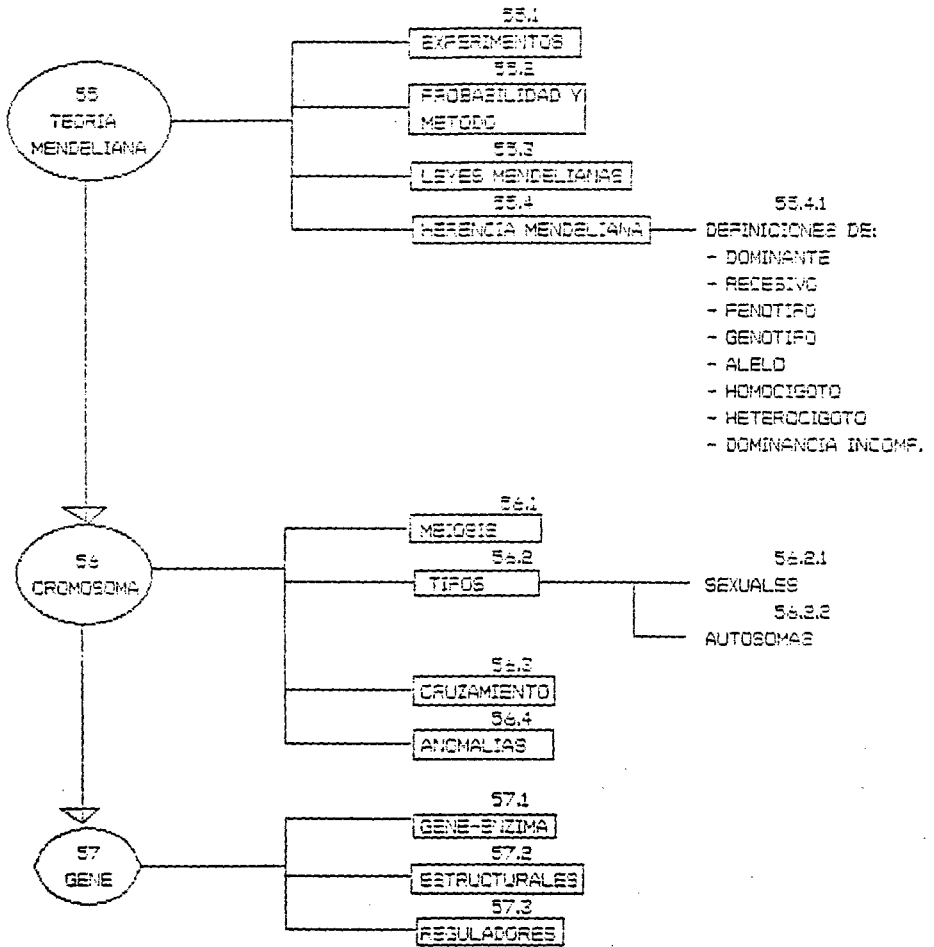 55
TEORIA
MENDELIANA
55.1
EXPERIMENTOS
55.2
PROBABILIDAD Y
METODO
55.3
LEYES MENDELIANAS
55.4
HERENCIA MENDELIANA
55.4.1
DEFINICIONES DE:
- DOMINANTE
- RECESIVO
- FENOTIPO
- GENOTIPO
- ALELO
- HOMOCIGOTO
- HETEROCIGOTO
- DOMINANCIA INCOMP.
56
CROMOSOMA
56.1
MEIOSIS
56.2
TIPOS
56.2.1
SEXUALES
56.2.2
AUTOSOMAS
56.3
CRUZAMIENTO
56.4
ANOMALIAS
57
GENE
57.1
GENE-ENZIMA
57.2
ESTRUCTURALES
57.3
REGULADORES